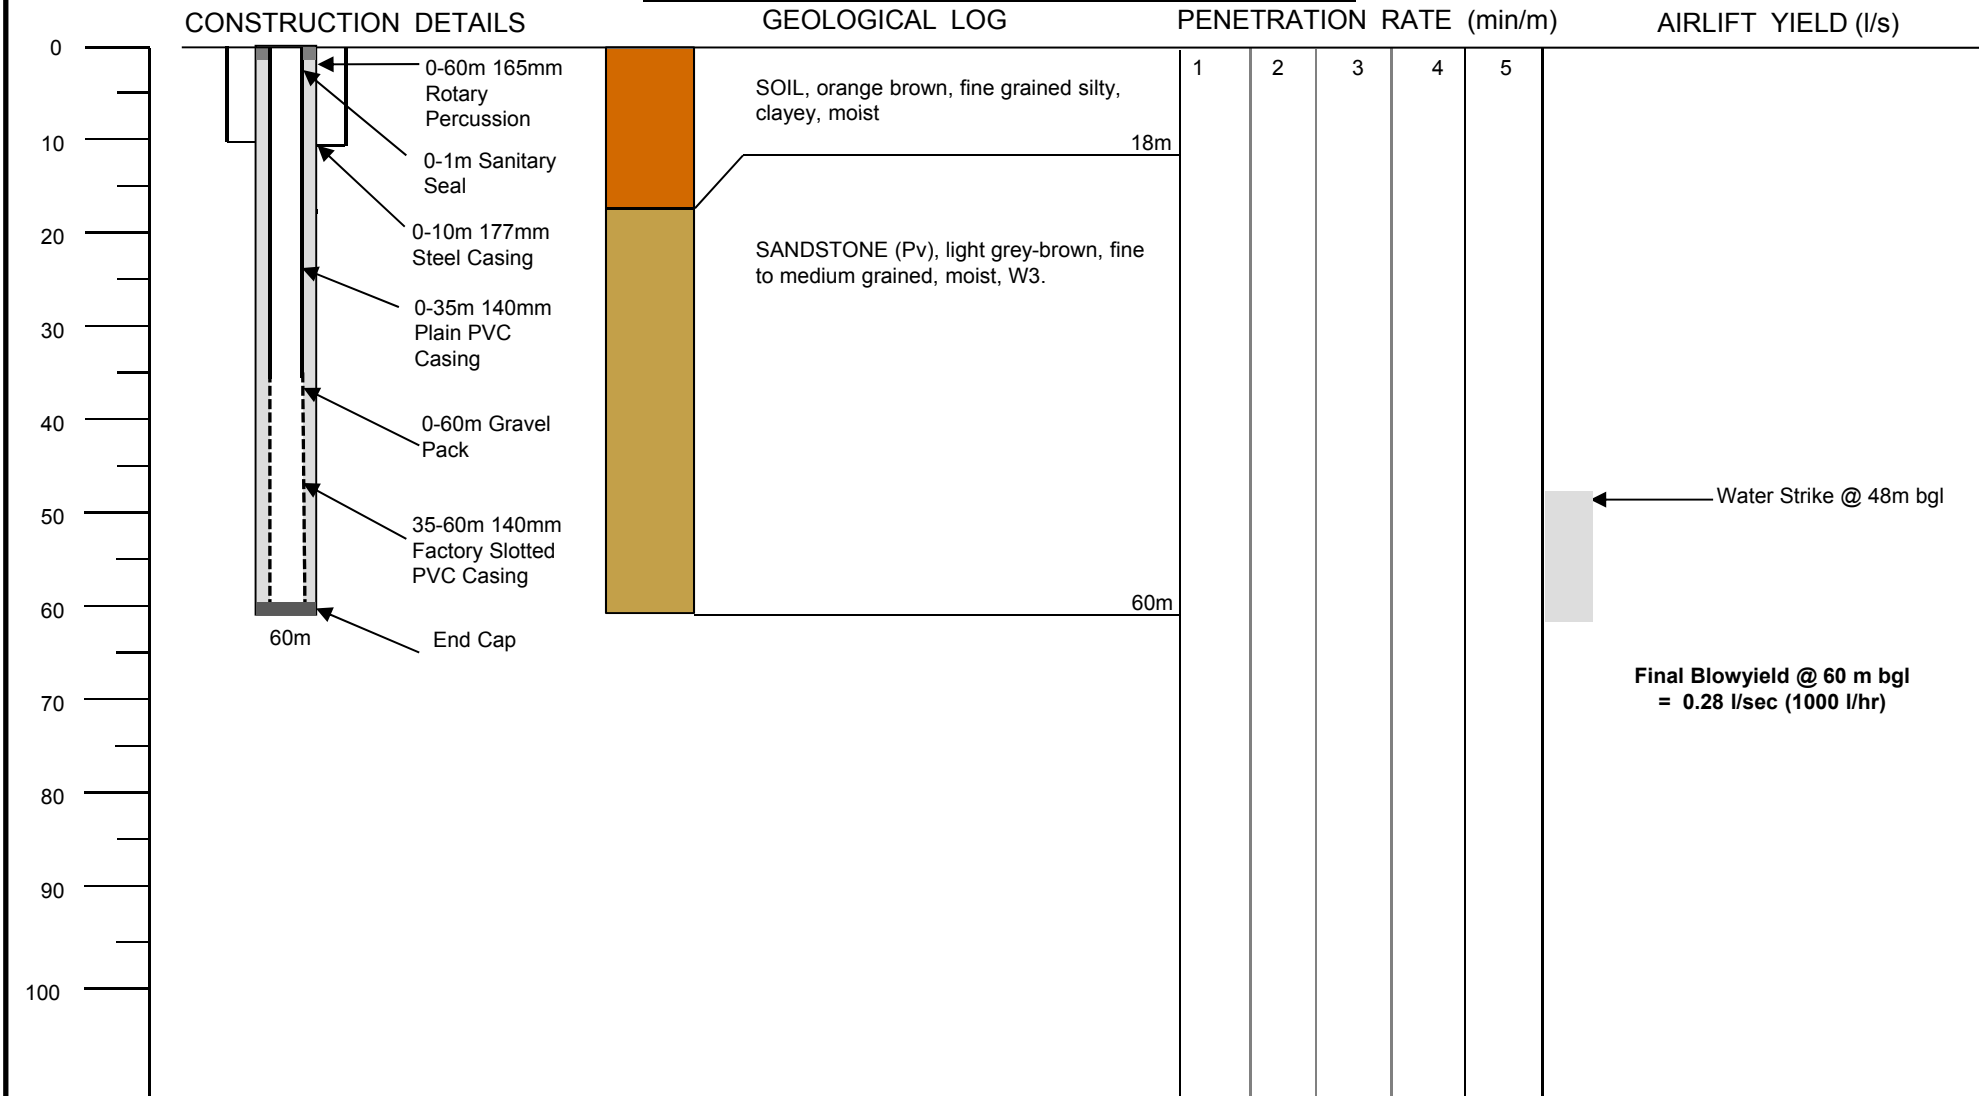 CONSTRUCTION DETAILS
GEOLOGICAL LOG
PENETRATION RATE (min/m)
AIRLIFT YIELD (l/s)
0
10
20
30
40
50
60
70
80
90
100
0-60m 165mm
Rotary
Percussion
0-1m Sanitary
Seal
0-10m 177mm
Steel Casing
0-35m 140mm
Plain PVC
Casing
0-60m Gravel
Pack
35-60m 140mm
Factory Slotted
PVC Casing
End Cap
60m
SOIL, orange brown, fine grained silty,
clayey, moist
18m
SANDSTONE (Pv), light grey-brown, fine
to medium grained, moist, W3.
60m
1 2 3 4 5
Water Strike @ 48m bgl
Final Blowyield @ 60 m bgl
= 0.28 l/sec (1000 l/hr)